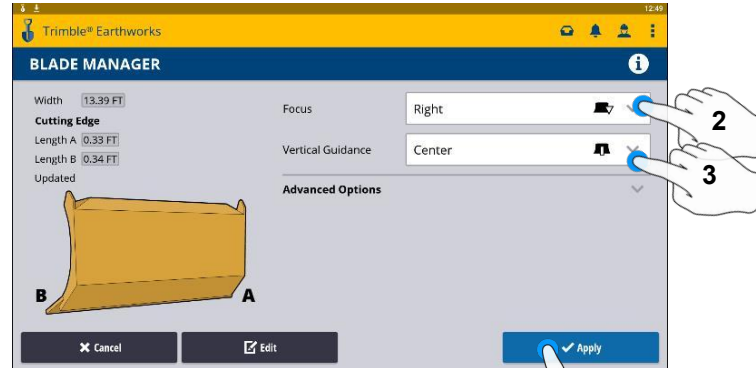 12:49
Trimble® Earthworks
BLADE MANAGER
Width 13.39 FT
Cutting Edge
Length A 0.33 FT
Length B 0.34 FT
Updated
B
A
Focus Right
Vertical Guidance Center
Advanced Options
2
3
Cancel
Edit
Apply